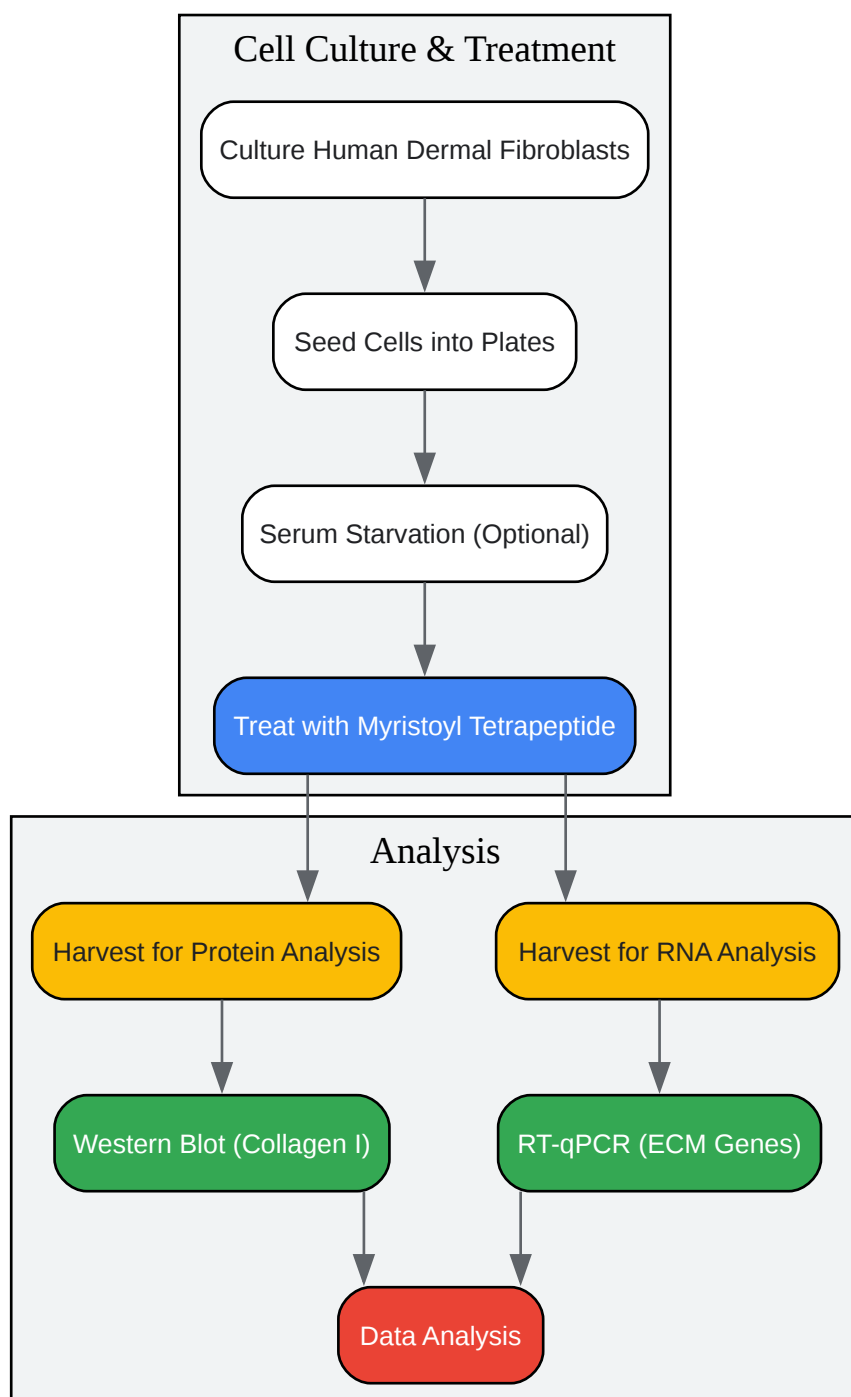 Cell Culture & Treatment
Culture Human Dermal Fibroblasts
Seed Cells into Plates
Serum Starvation (Optional)
Treat with Myristoyl Tetrapeptide
Analysis
Harvest for Protein Analysis
Harvest for RNA Analysis
Western Blot (Collagen I)
RT-qPCR (ECM Genes)
Data Analysis